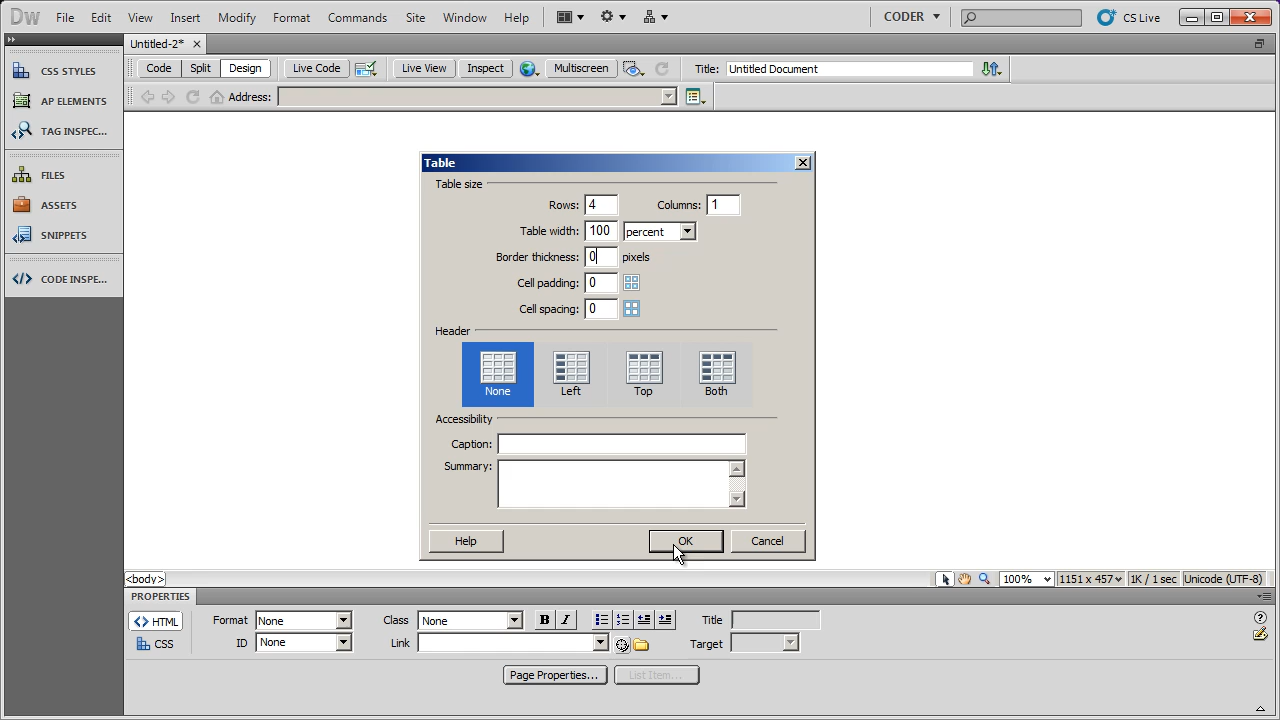 Dw File Edit View Insert Modify Format Commands Site Window Help CODER CS Live
Untitled-2*
Code Split Design Live Code Live View Inspect Multiscreen Title: Untitled Document
Address:
CSS STYLES
AP ELEMENTS
TAG INSPEC...
FILES
ASSETS
SNIPPETS
CODE INSPE...
Table
Table size
Rows: 4 Columns: 1
Table width: 100 percent
Border thickness: 0 pixels
Cell padding: 0
Cell spacing: 0
Header
None Left Top Both
Accessibility
Caption:
Summary:
Help OK Cancel
<body> 100% 1151 x 457 1K / 1 sec Unicode (UTF-8)
PROPERTIES
<> HTML Format None Class None B I Title
CSS ID None Link Target
Page Properties... List Item...